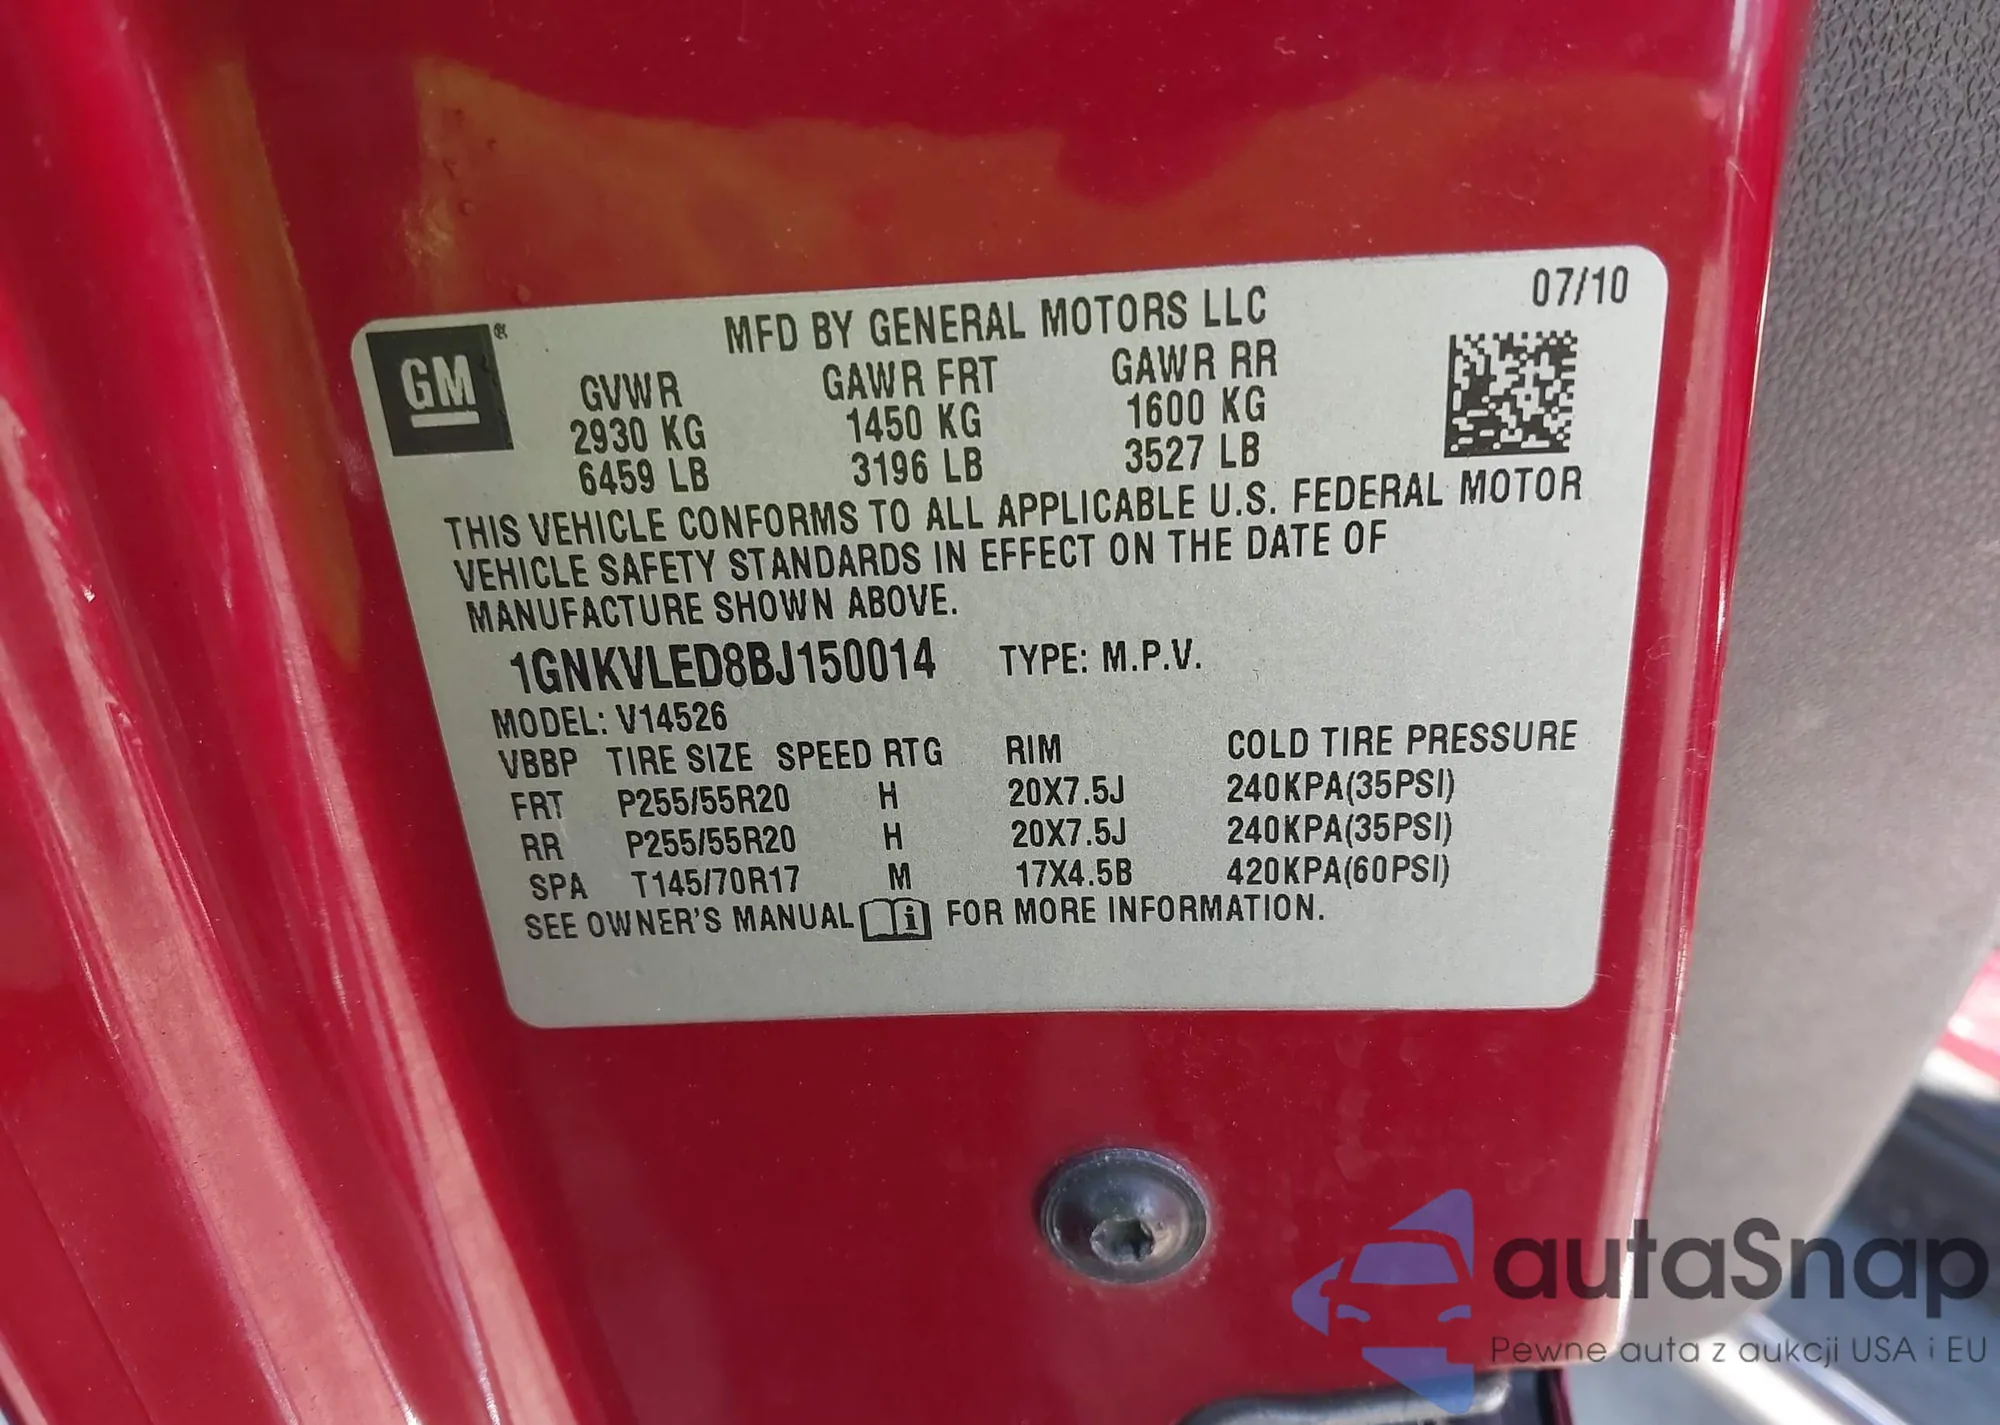 07/10
GM®
MFD BY GENERAL MOTORS LLC
GVWR GAWR FRT GAWR RR
2930 KG 1450 KG 1600 KG
6459 LB 3196 LB 3527 LB
THIS VEHICLE CONFORMS TO ALL APPLICABLE U.S. FEDERAL MOTOR
VEHICLE SAFETY STANDARDS IN EFFECT ON THE DATE OF
MANUFACTURE SHOWN ABOVE.
1GNKVLED8BJ150014 TYPE: M.P.V.
MODEL: V14526
VBBP TIRE SIZE SPEED RTG RIM COLD TIRE PRESSURE
FRT P255/55R20 H 20X7.5J 240KPA(35PSI)
RR P255/55R20 H 20X7.5J 240KPA(35PSI)
SPA T145/70R17 M 17X4.5B 420KPA(60PSI)
SEE OWNER'S MANUAL i FOR MORE INFORMATION.
autaSnap
Pewne auta z aukcji USA i EU